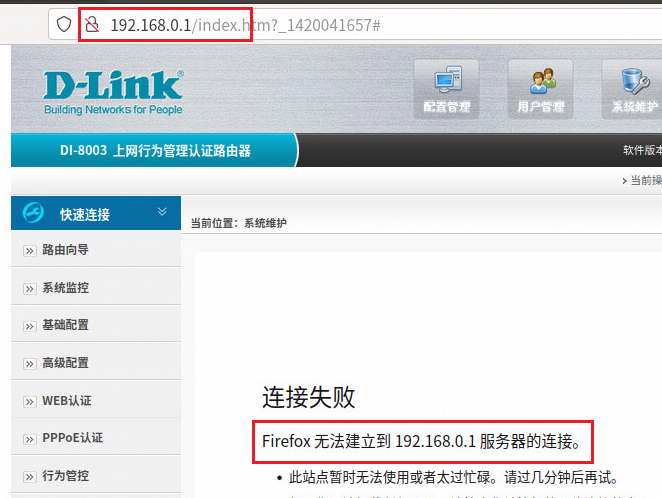 192.168.0.1/index.htm?_1420041657#
D-Link®
Building Networks for People
配置管理
用户管理
系统维护
DI-8003 上网行为管理认证路由器
软件版本
当前操
快速连接
当前位置：系统维护
路由向导
系统监控
基础配置
高级配置
WEB认证
PPPoE认证
行为管控
连接失败
Firefox 无法建立到 192.168.0.1 服务器的连接。
此站点暂时无法使用或者太过忙碌。请过几分钟后再试。